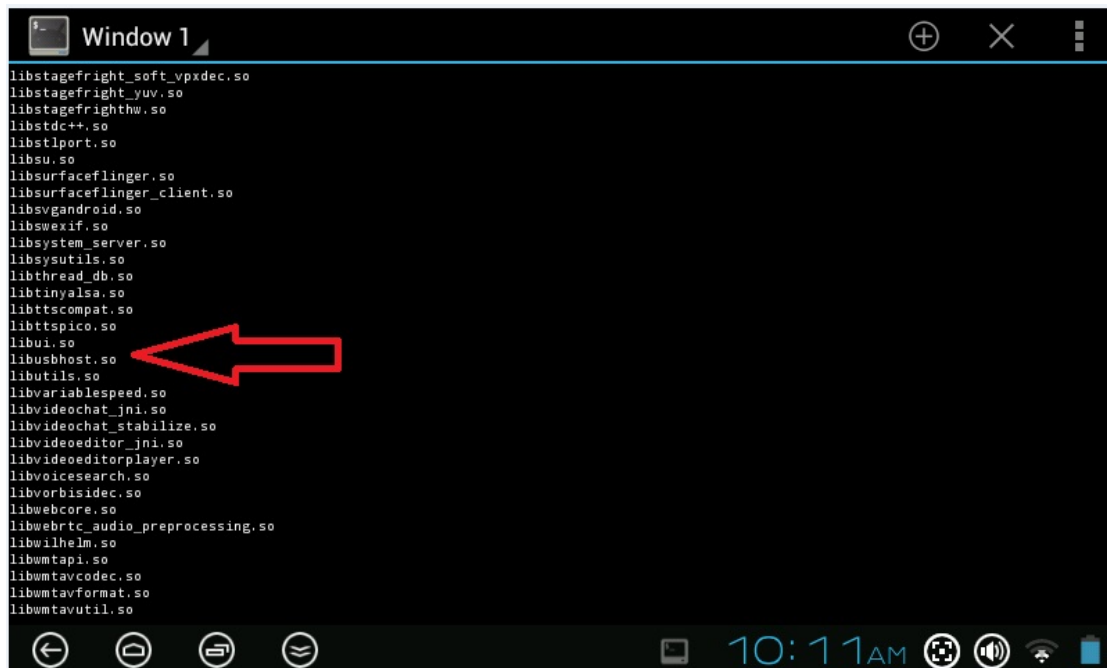 Window 1
libstagefright_soft_vpxdec.so
libstagefright_yuv.so
libstagefrighthw.so
libstdc++.so
libstlport.so
libsu.so
libsurfaceflinger.so
libsurfaceflinger_client.so
libsvgandroid.so
libswexif.so
libsystem_server.so
libsysutils.so
libthread_db.so
libtinyalsa.so
libttscompat.so
libttspico.so
libui.so
libusbhost.so
libutils.so
libvariablespeed.so
libvideochat_jni.so
libvideochat_stabilize.so
libvideoeditor_jni.so
libvideoeditorplayer.so
libvoicesearch.so
libvorbisidec.so
libwebcore.so
libwebrtc_audio_preprocessing.so
libwilhelm.so
libwmtapi.so
libwmtavcodec.so
libwmtavformat.so
libwmtavutil.so
10:11AM